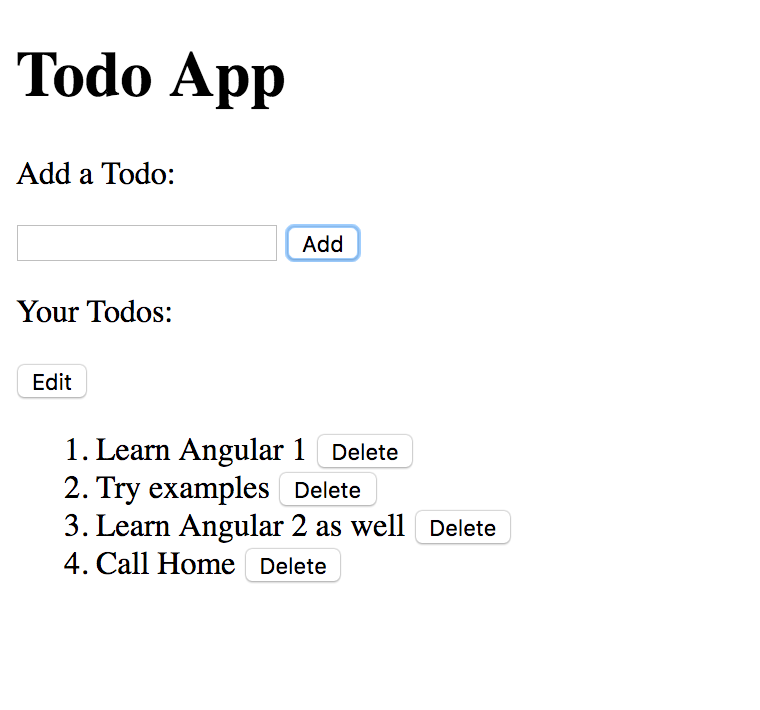 Todo App
Add a Todo:
Add
Your Todos:
Edit
1. Learn Angular 1 Delete
2. Try examples Delete
3. Learn Angular 2 as well Delete
4. Call Home Delete